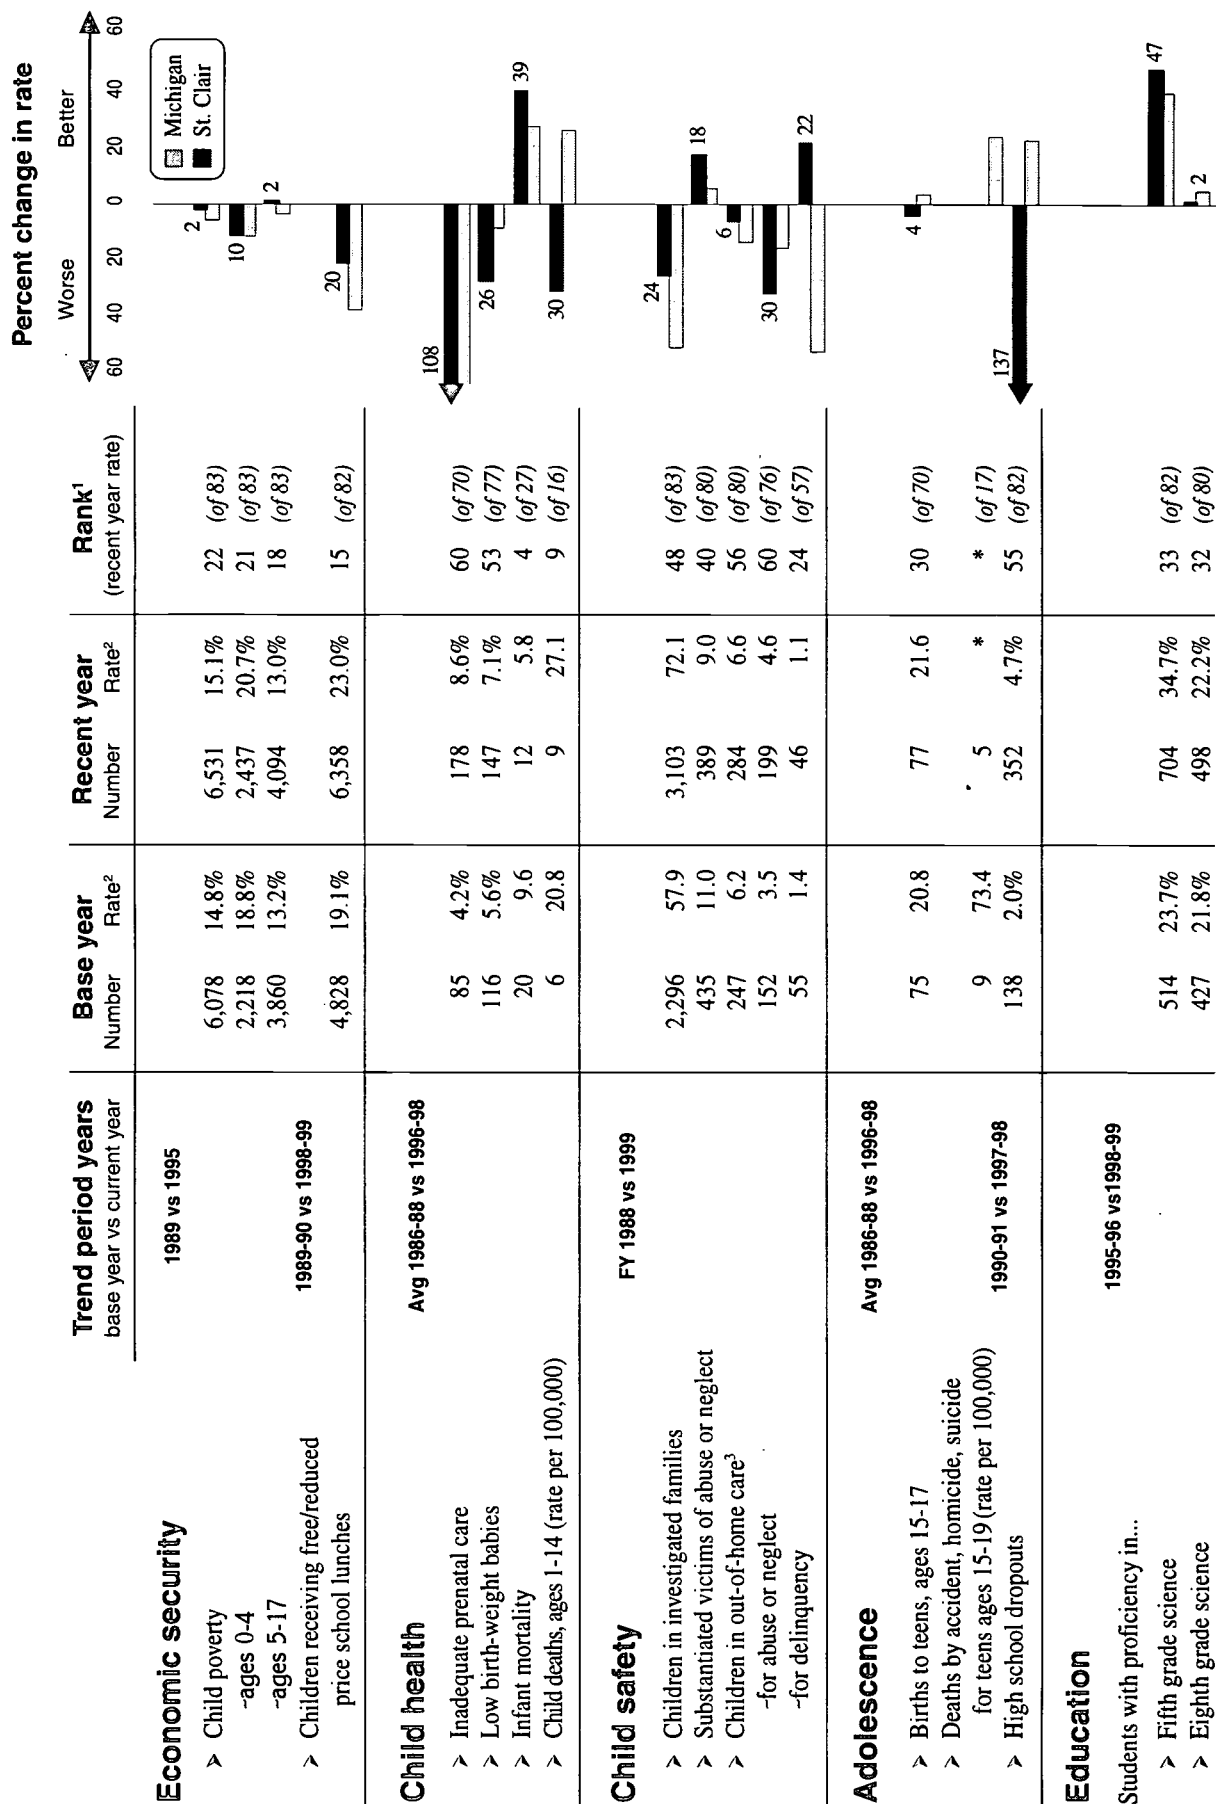 Trend period years Base year Recent year Rank¹ Percent change in rate
base year vs current year Number Rate² Number Rate² (recent year rate) Worse Better
60 40 20 0 20 40 60
Michigan
St. Clair
Economic security
1989 vs 1995
➢ Child poverty 6,078 14.8% 6,531 15.1% 22 (of 83) 2
-ages 0-4 2,218 18.8% 2,437 20.7% 21 (of 83) 10
-ages 5-17 3,860 13.2% 4,094 13.0% 18 (of 83) 2
➢ Children receiving free/reduced 1989-90 vs 1998-99
price school lunches 4,828 19.1% 6,358 23.0% 15 (of 82) 20
Child health
Avg 1986-88 vs 1996-98
➢ Inadequate prenatal care 85 4.2% 178 8.6% 60 (of 70) 108
➢ Low birth-weight babies 116 5.6% 147 7.1% 53 (of 77) 26
➢ Infant mortality 20 9.6 12 5.8 4 (of 27) 39
➢ Child deaths, ages 1-14 (rate per 100,000) 6 20.8 9 27.1 9 (of 16) 30
Child safety
FY 1988 vs 1999
➢ Children in investigated families 2,296 57.9 3,103 72.1 48 (of 83) 24
➢ Substantiated victims of abuse or neglect 435 11.0 389 9.0 40 (of 80) 18
➢ Children in out-of-home care³ 247 6.2 284 6.6 56 (of 80) 6
-for abuse or neglect 152 3.5 199 4.6 60 (of 76) 30
-for delinquency 55 1.4 46 1.1 24 (of 57) 22
Adolescence
Avg 1986-88 vs 1996-98
➢ Births to teens, ages 15-17 75 20.8 77 21.6 30 (of 70) 4
➢ Deaths by accident, homicide, suicide
for teens ages 15-19 (rate per 100,000) 9 73.4 5 * * (of 17)
➢ High school dropouts 1990-91 vs 1997-98 138 2.0% 352 4.7% 55 (of 82) 137
Education
Students with proficiency in... 1995-96 vs1998-99
➢ Fifth grade science 514 23.7% 704 34.7% 33 (of 82) 47
➢ Eighth grade science 427 21.8% 498 22.2% 32 (of 80) 2